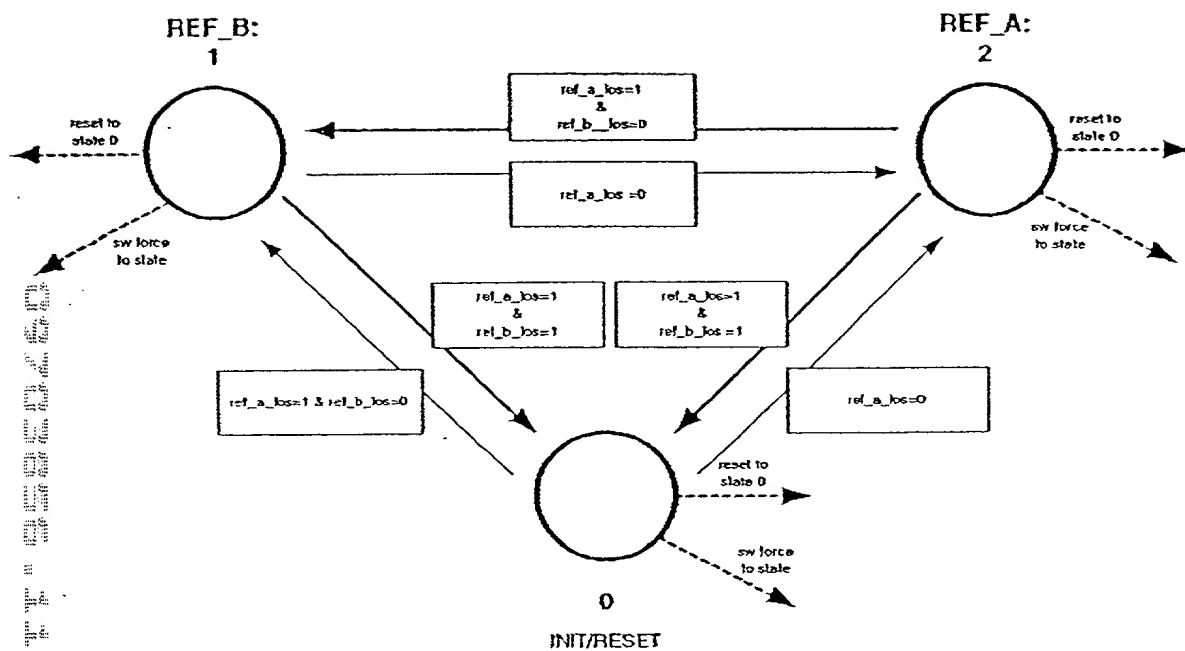 REF_B:
1
REF_A:
2
ref_a_los=1
&
ref_b__los=0
ref_a_los =0
reset to
state 0
sw force
to state
reset to
state 0
sw force
to state
ref_a_los=1
&
ref_b_los=1
ref_a_los=1
&
ref_b_los =1
ref_a_los=1 & ref_b_los=0
ref_a_los=0
reset to
state 0
sw force
to state
0
INIT/RESET